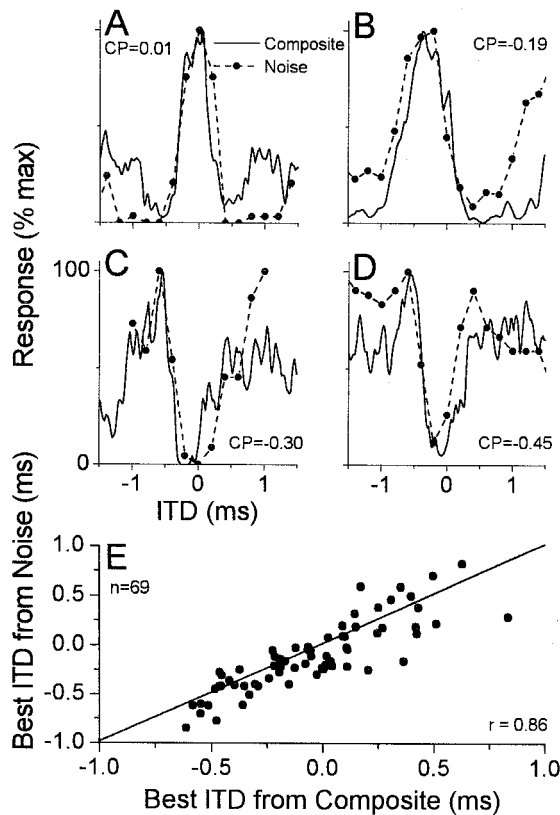 A
CP=0.01
Composite
Noise
B
CP=-0.19
Response (% max)
100
C
CP=-0.30
D
CP=-0.45
-1 0 1
-1 0 1
ITD (ms)
E
n=69
r = 0.86
Best ITD from Noise (ms)
1.0
0.5
0.0
-0.5
-1.0
-1.0 -0.5 0.0 0.5 1.0
Best ITD from Composite (ms)